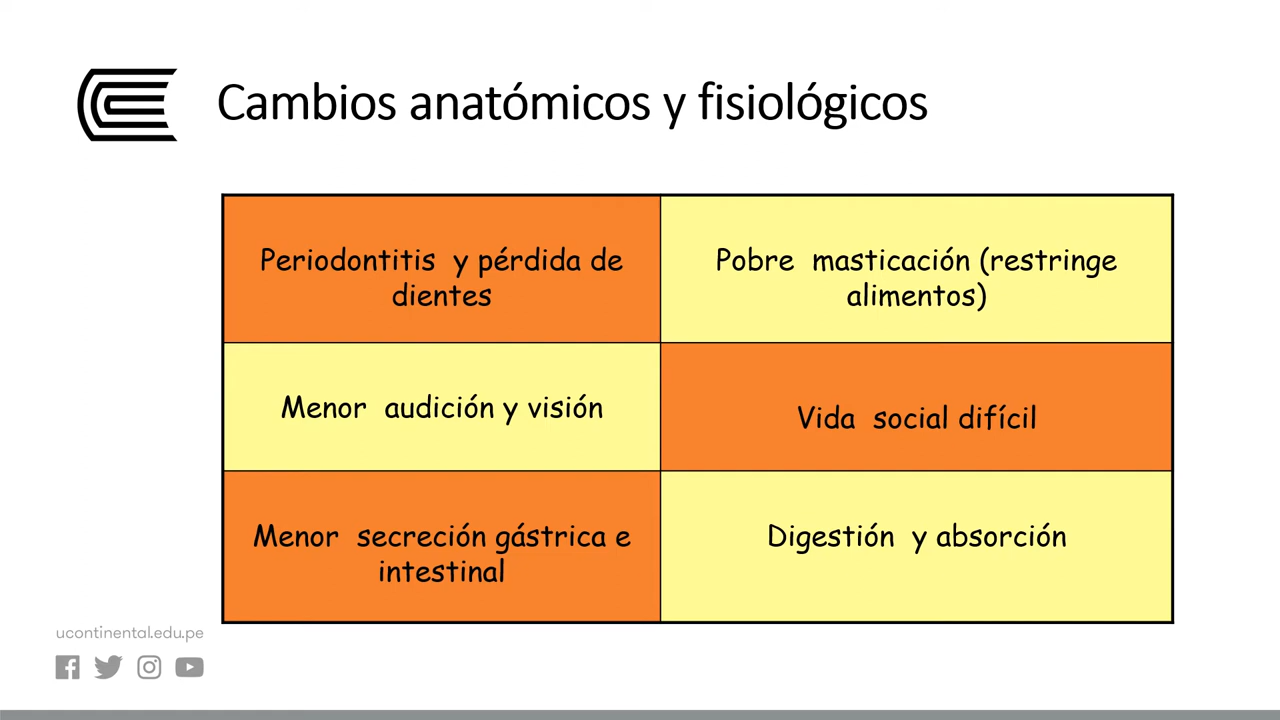 Cambios anatómicos y fisiológicos
Periodontitis y pérdida de
dientes
Pobre masticación (restringe
alimentos)
Menor audición y visión
Vida social difícil
Menor secreción gástrica e
intestinal
Digestión y absorción
ucontinental.edu.pe